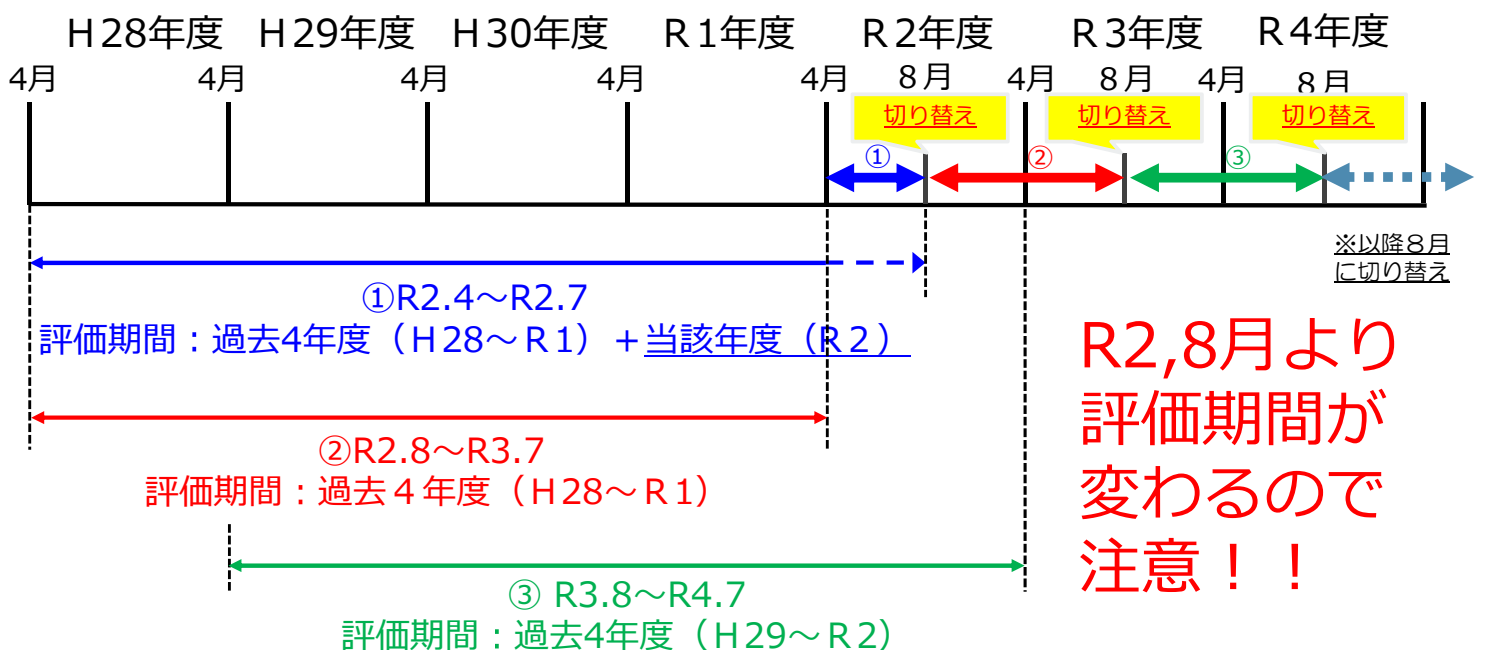 H28年度 H29年度 H30年度 R1年度 R2年度 R3年度 R4年度
4月 4月 4月 4月 4月 8月 4月 8月 4月 8月
切り替え 切り替え 切り替え
① ② ③
※以降8月
に切り替え
①R2.4～R2.7
評価期間：過去4年度（H28～R1）＋当該年度（R2）
②R2.8～R3.7
評価期間：過去４年度（H28～R1）
③ R3.8～R4.7
評価期間：過去4年度（H29～R2）
R2,8月より
評価期間が
変わるので
注意！！